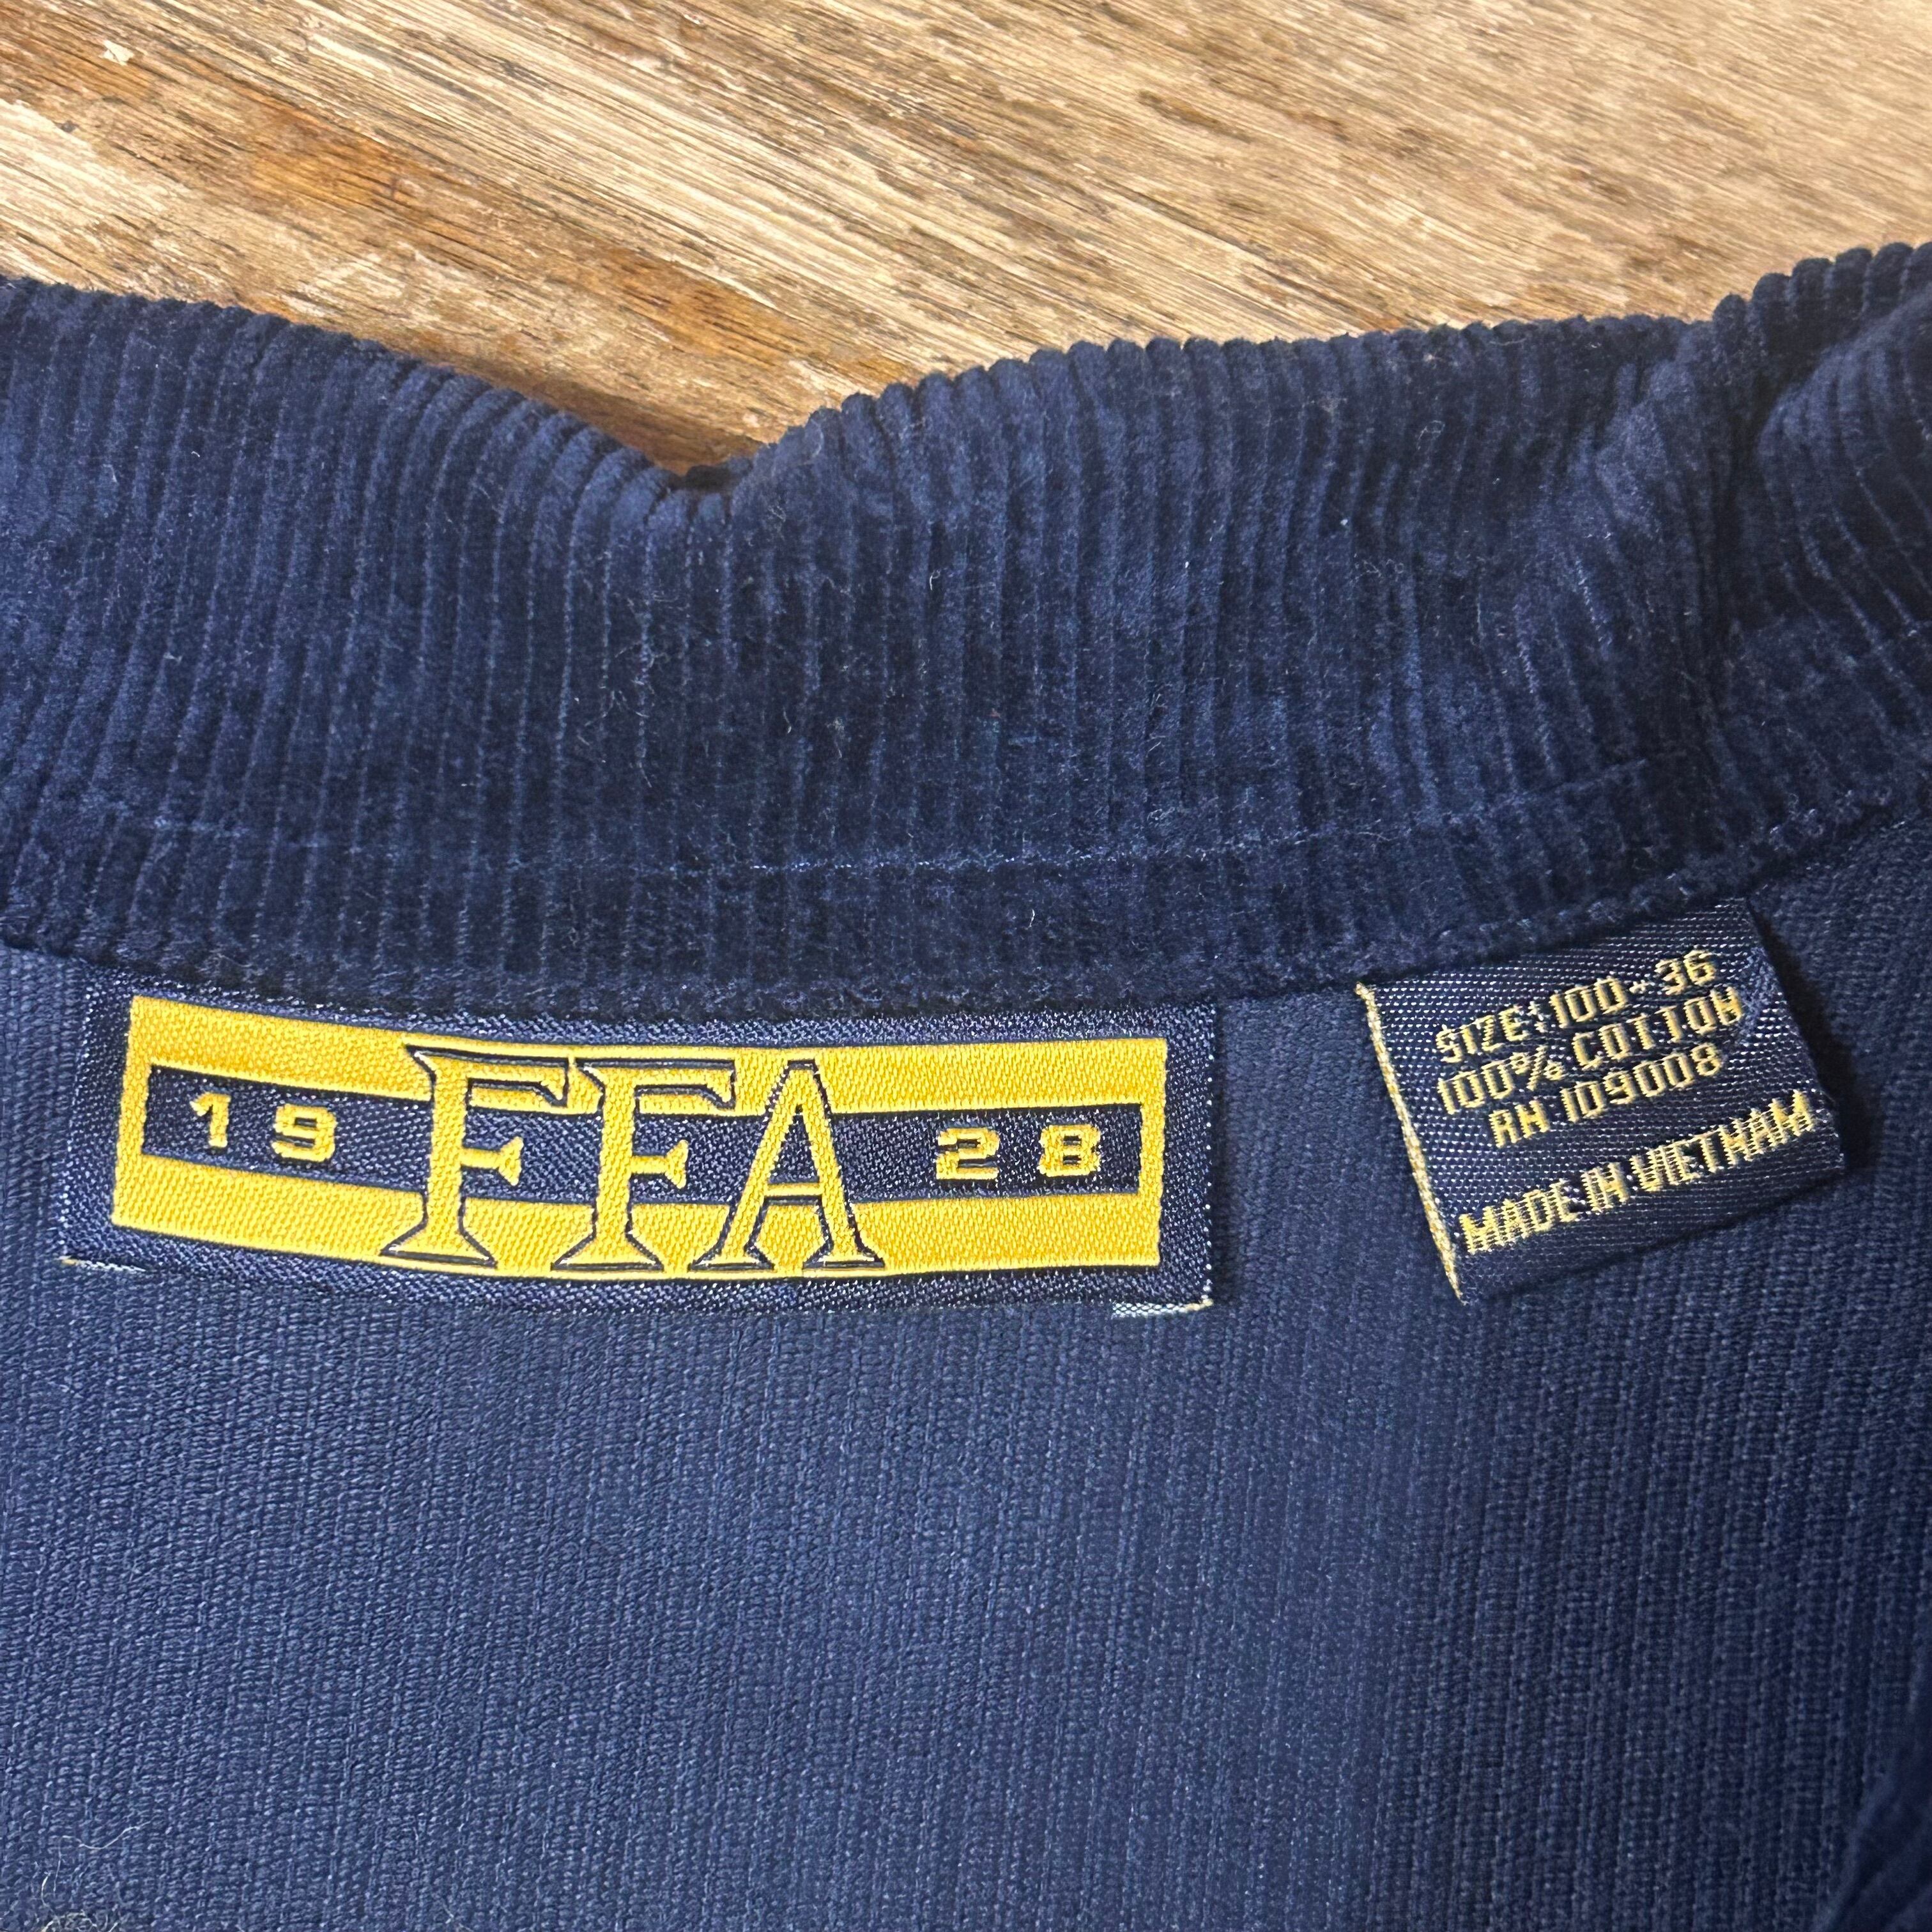 19 FFA 28
SIZE:100-36
100% COTTON
RN 109008
MADE IN VIETNAM